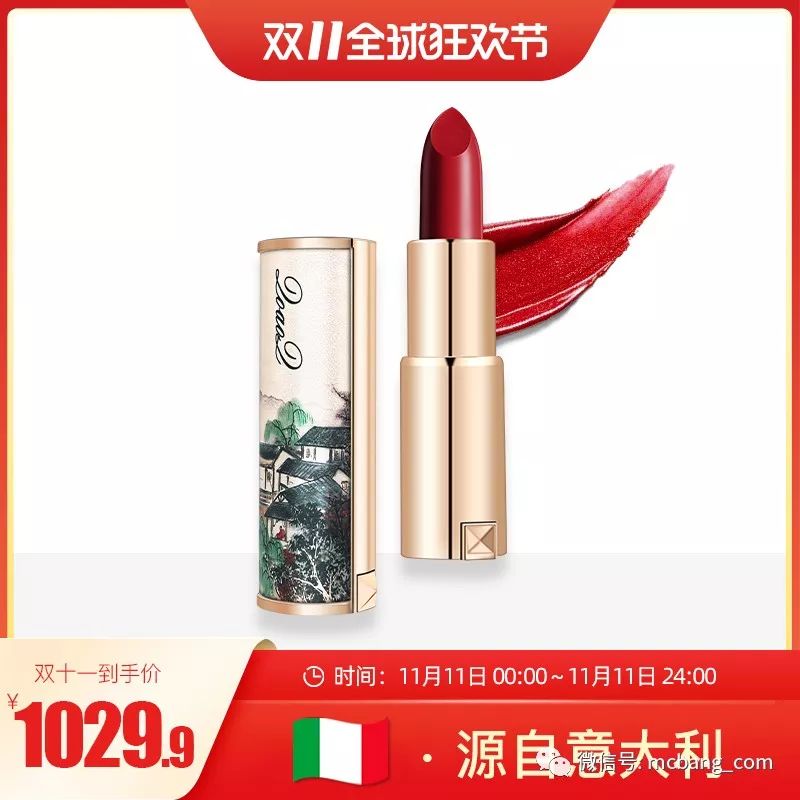 双11全球狂欢节
DoaoD
时间：11月11日 00:00～11月11日 24:00
双十一到手价
¥1029.9
·源自意大利
微信号: mcbang_com